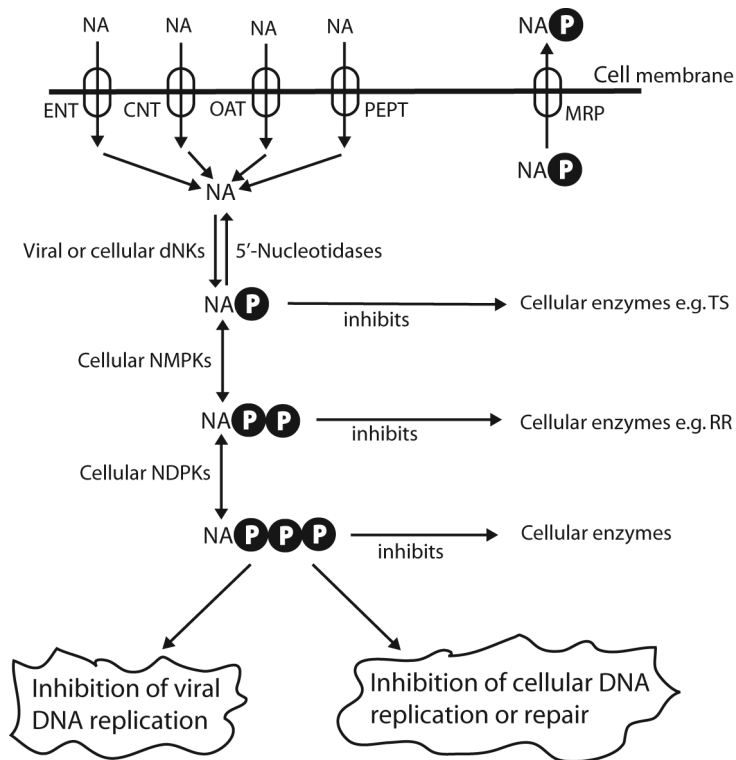 NA NA NA NA NA P
Cell membrane
ENT CNT OAT PEPT MRP
NA P
NA
Viral or cellular dNKs 5′-Nucleotidases
NA P inhibits Cellular enzymes e.g. TS
Cellular NMPKs
NA P P inhibits Cellular enzymes e.g. RR
Cellular NDPKs
NA P P P inhibits Cellular enzymes
Inhibition of viral
DNA replication
Inhibition of cellular DNA
replication or repair